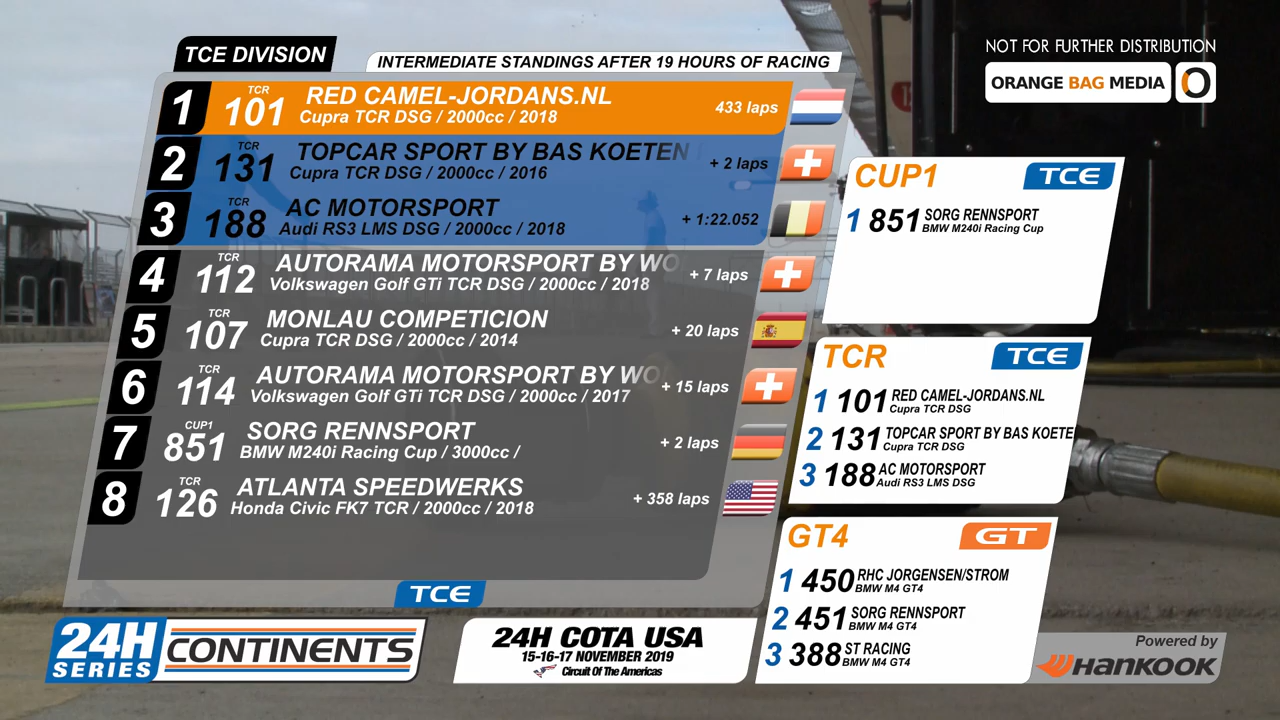 TCE DIVISION
INTERMEDIATE STANDINGS AFTER 19 HOURS OF RACING
NOT FOR FURTHER DISTRIBUTION
ORANGE BAG MEDIA
1 TCR 101 RED CAMEL-JORDANS.NL 433 laps
Cupra TCR DSG / 2000cc / 2018
2 TCR 131 TOPCAR SPORT BY BAS KOETEN + 2 laps
Cupra TCR DSG / 2000cc / 2016
3 TCR 188 AC MOTORSPORT + 1:22.052
Audi RS3 LMS DSG / 2000cc / 2018
4 TCR 112 AUTORAMA MOTORSPORT BY WO + 7 laps
Volkswagen Golf GTi TCR DSG / 2000cc / 2018
5 TCR 107 MONLAU COMPETICION + 20 laps
Cupra TCR DSG / 2000cc / 2014
6 TCR 114 AUTORAMA MOTORSPORT BY WO + 15 laps
Volkswagen Golf GTi TCR DSG / 2000cc / 2017
7 CUP1 851 SORG RENNSPORT + 2 laps
BMW M240i Racing Cup / 3000cc /
8 TCR 126 ATLANTA SPEEDWERKS + 358 laps
Honda Civic FK7 TCR / 2000cc / 2018
TCE
CUP1 TCE
1 851 SORG RENNSPORT
BMW M240i Racing Cup
TCR TCE
1 101 RED CAMEL-JORDANS.NL
Cupra TCR DSG
2 131 TOPCAR SPORT BY BAS KOETE
Cupra TCR DSG
3 188 AC MOTORSPORT
Audi RS3 LMS DSG
GT4 GT
1 450 RHC JORGENSEN/STROM
BMW M4 GT4
2 451 SORG RENNSPORT
BMW M4 GT4
3 388 ST RACING
BMW M4 GT4
24H SERIES CONTINENTS
24H COTA USA
15-16-17 NOVEMBER 2019
Circuit Of The Americas
Powered by
HANKOOK